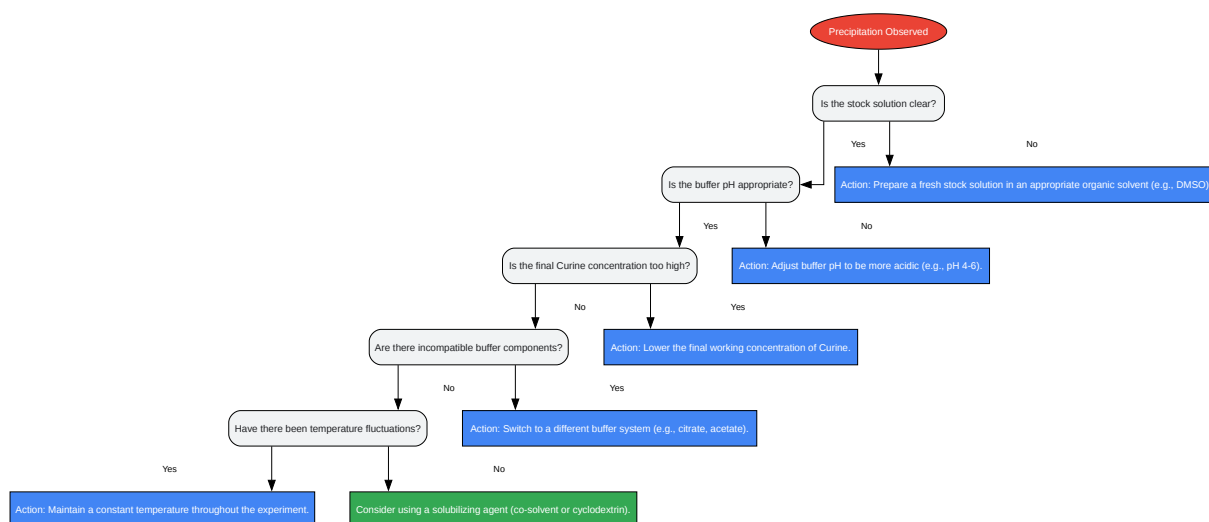 Precipitation Observed
Is the stock solution clear?
Yes
No
Is the buffer pH appropriate?
Action: Prepare a fresh stock solution in an appropriate organic solvent (e.g., DMSO)
Yes
No
Is the final Curine concentration too high?
Action: Adjust buffer pH to be more acidic (e.g., pH 4-6).
No
Yes
Are there incompatible buffer components?
Action: Lower the final working concentration of Curine.
No
Yes
Have there been temperature fluctuations?
Action: Switch to a different buffer system (e.g., citrate, acetate).
Yes
No
Action: Maintain a constant temperature throughout the experiment.
Consider using a solubilizing agent (co-solvent or cyclodextrin).